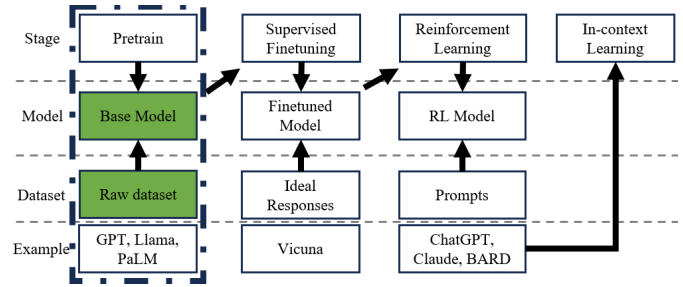 Stage
Pretrain
Supervised
Finetuning
Reinforcement
Learning
In-context
Learning
Model
Base Model
Finetuned
Model
RL Model
Dataset
Raw dataset
Ideal
Responses
Prompts
Example
GPT, Llama,
PaLM
Vicuna
ChatGPT,
Claude, BARD